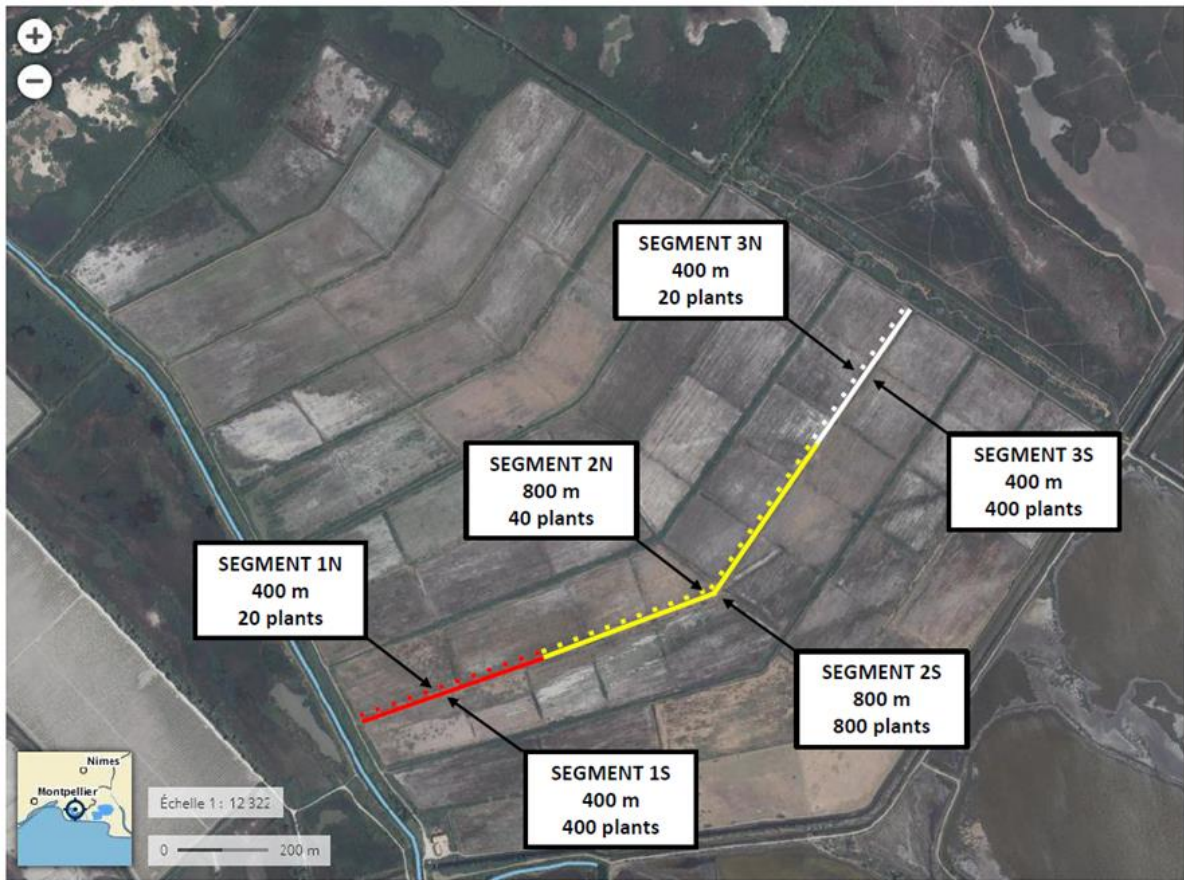 +
−
SEGMENT 3N
400 m
20 plants
SEGMENT 3S
400 m
400 plants
SEGMENT 2N
800 m
40 plants
SEGMENT 1N
400 m
20 plants
SEGMENT 2S
800 m
800 plants
SEGMENT 1S
400 m
400 plants
Nimes
Montpellier
Échelle 1 : 12 322
0 200 m